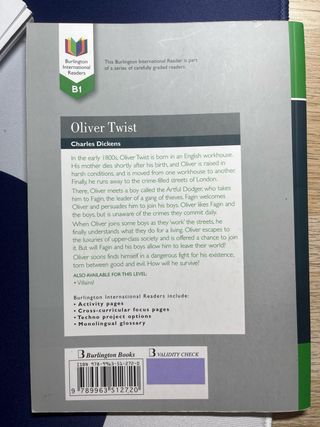 Burlington
International
Readers
B1
This Burlington International Reader is part
of a series of carefully graded readers.
Oliver Twist
Charles Dickens
In the early 1800s, Oliver Twist is born in an English workhouse.
His mother dies shortly after his birth, and Oliver is raised in
harsh conditions, and is moved from one workhouse to another.
Finally, he runs away to the crime-filled streets of London.
There, Oliver meets a boy called the Artful Dodger, who takes
him to Fagin, the leader of a gang of thieves. Fagin welcomes
Oliver and persuades him to join his boys. Oliver likes Fagin and
the boys, but is unaware of the crimes they commit daily.
When Oliver joins some boys as they 'work' the streets, he
finally understands what they do for a living. Oliver escapes to
the luxuries of upper-class society and is offered a chance to join
it. But will Fagin and his boys allow him to leave their world?
Oliver soon finds himself in a dangerous fight for his existence,
torn between good and evil. How will he survive?
ALSO AVAILABLE FOR THIS LEVEL:
• Villains!
Burlington International Readers include:
• Activity pages
• Cross-curricular focus pages
• Techno project options
• Monolingual glossary
B Burlington Books
B VALIDITY CHECK
ISBN 978-9963-51-272-0
9 789963 512720